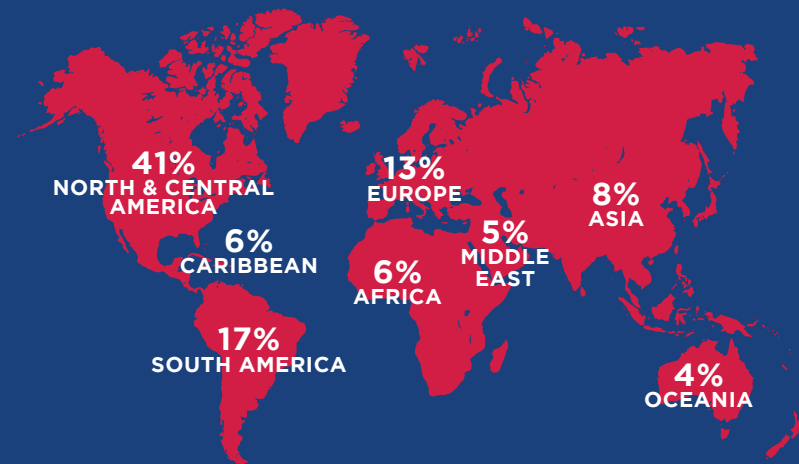 41%
NORTH & CENTRAL
AMERICA
6%
CARIBBEAN
17%
SOUTH AMERICA
13%
EUROPE
6%
AFRICA
5%
MIDDLE
EAST
8%
ASIA
4%
OCEANIA